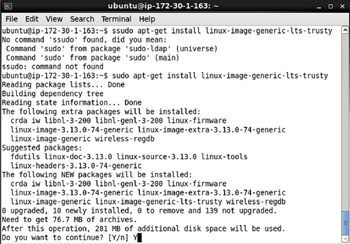 ubuntu@ip-172-30-1-163: ~
File Edit View Search Terminal Help
ubuntu@ip-172-30-1-163:~$ ssudo apt-get install linux-image-generic-lts-trusty
No command 'ssudo' found, did you mean:
Command 'sudo' from package 'sudo-ldap' (universe)
Command 'sudo' from package 'sudo' (main)
ssudo: command not found
ubuntu@ip-172-30-1-163:~$ sudo apt-get install linux-image-generic-lts-trusty
Reading package lists... Done
Building dependency tree
Reading state information... Done
The following extra packages will be installed:
crda iw libnl-3-200 libnl-genl-3-200 linux-firmware
linux-image-3.13.0-74-generic linux-image-extra-3.13.0-74-generic
linux-image-generic wireless-regdb
Suggested packages:
fdutils linux-doc-3.13.0 linux-source-3.13.0 linux-tools
linux-headers-3.13.0-74-generic
The following NEW packages will be installed:
crda iw libnl-3-200 libnl-genl-3-200 linux-firmware
linux-image-3.13.0-74-generic linux-image-extra-3.13.0-74-generic
linux-image-generic linux-image-generic-lts-trusty wireless-regdb
0 upgraded, 10 newly installed, 0 to remove and 139 not upgraded.
Need to get 76.7 MB of archives.
After this operation, 281 MB of additional disk space will be used.
Do you want to continue? [Y/n] Y